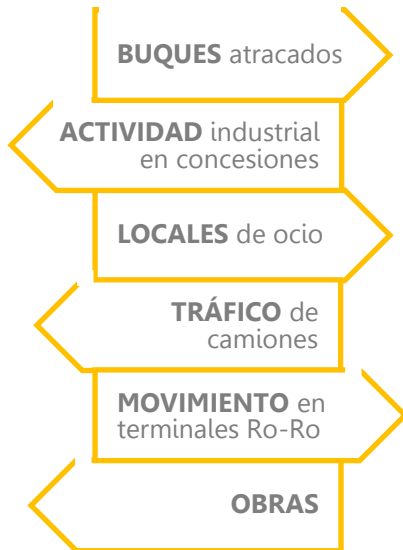 BUQUES atracados
ACTIVIDAD industrial
en concesiones
LOCALES de ocio
TRÁFICO de
camiones
MOVIMIENTO en
terminales Ro-Ro
OBRAS